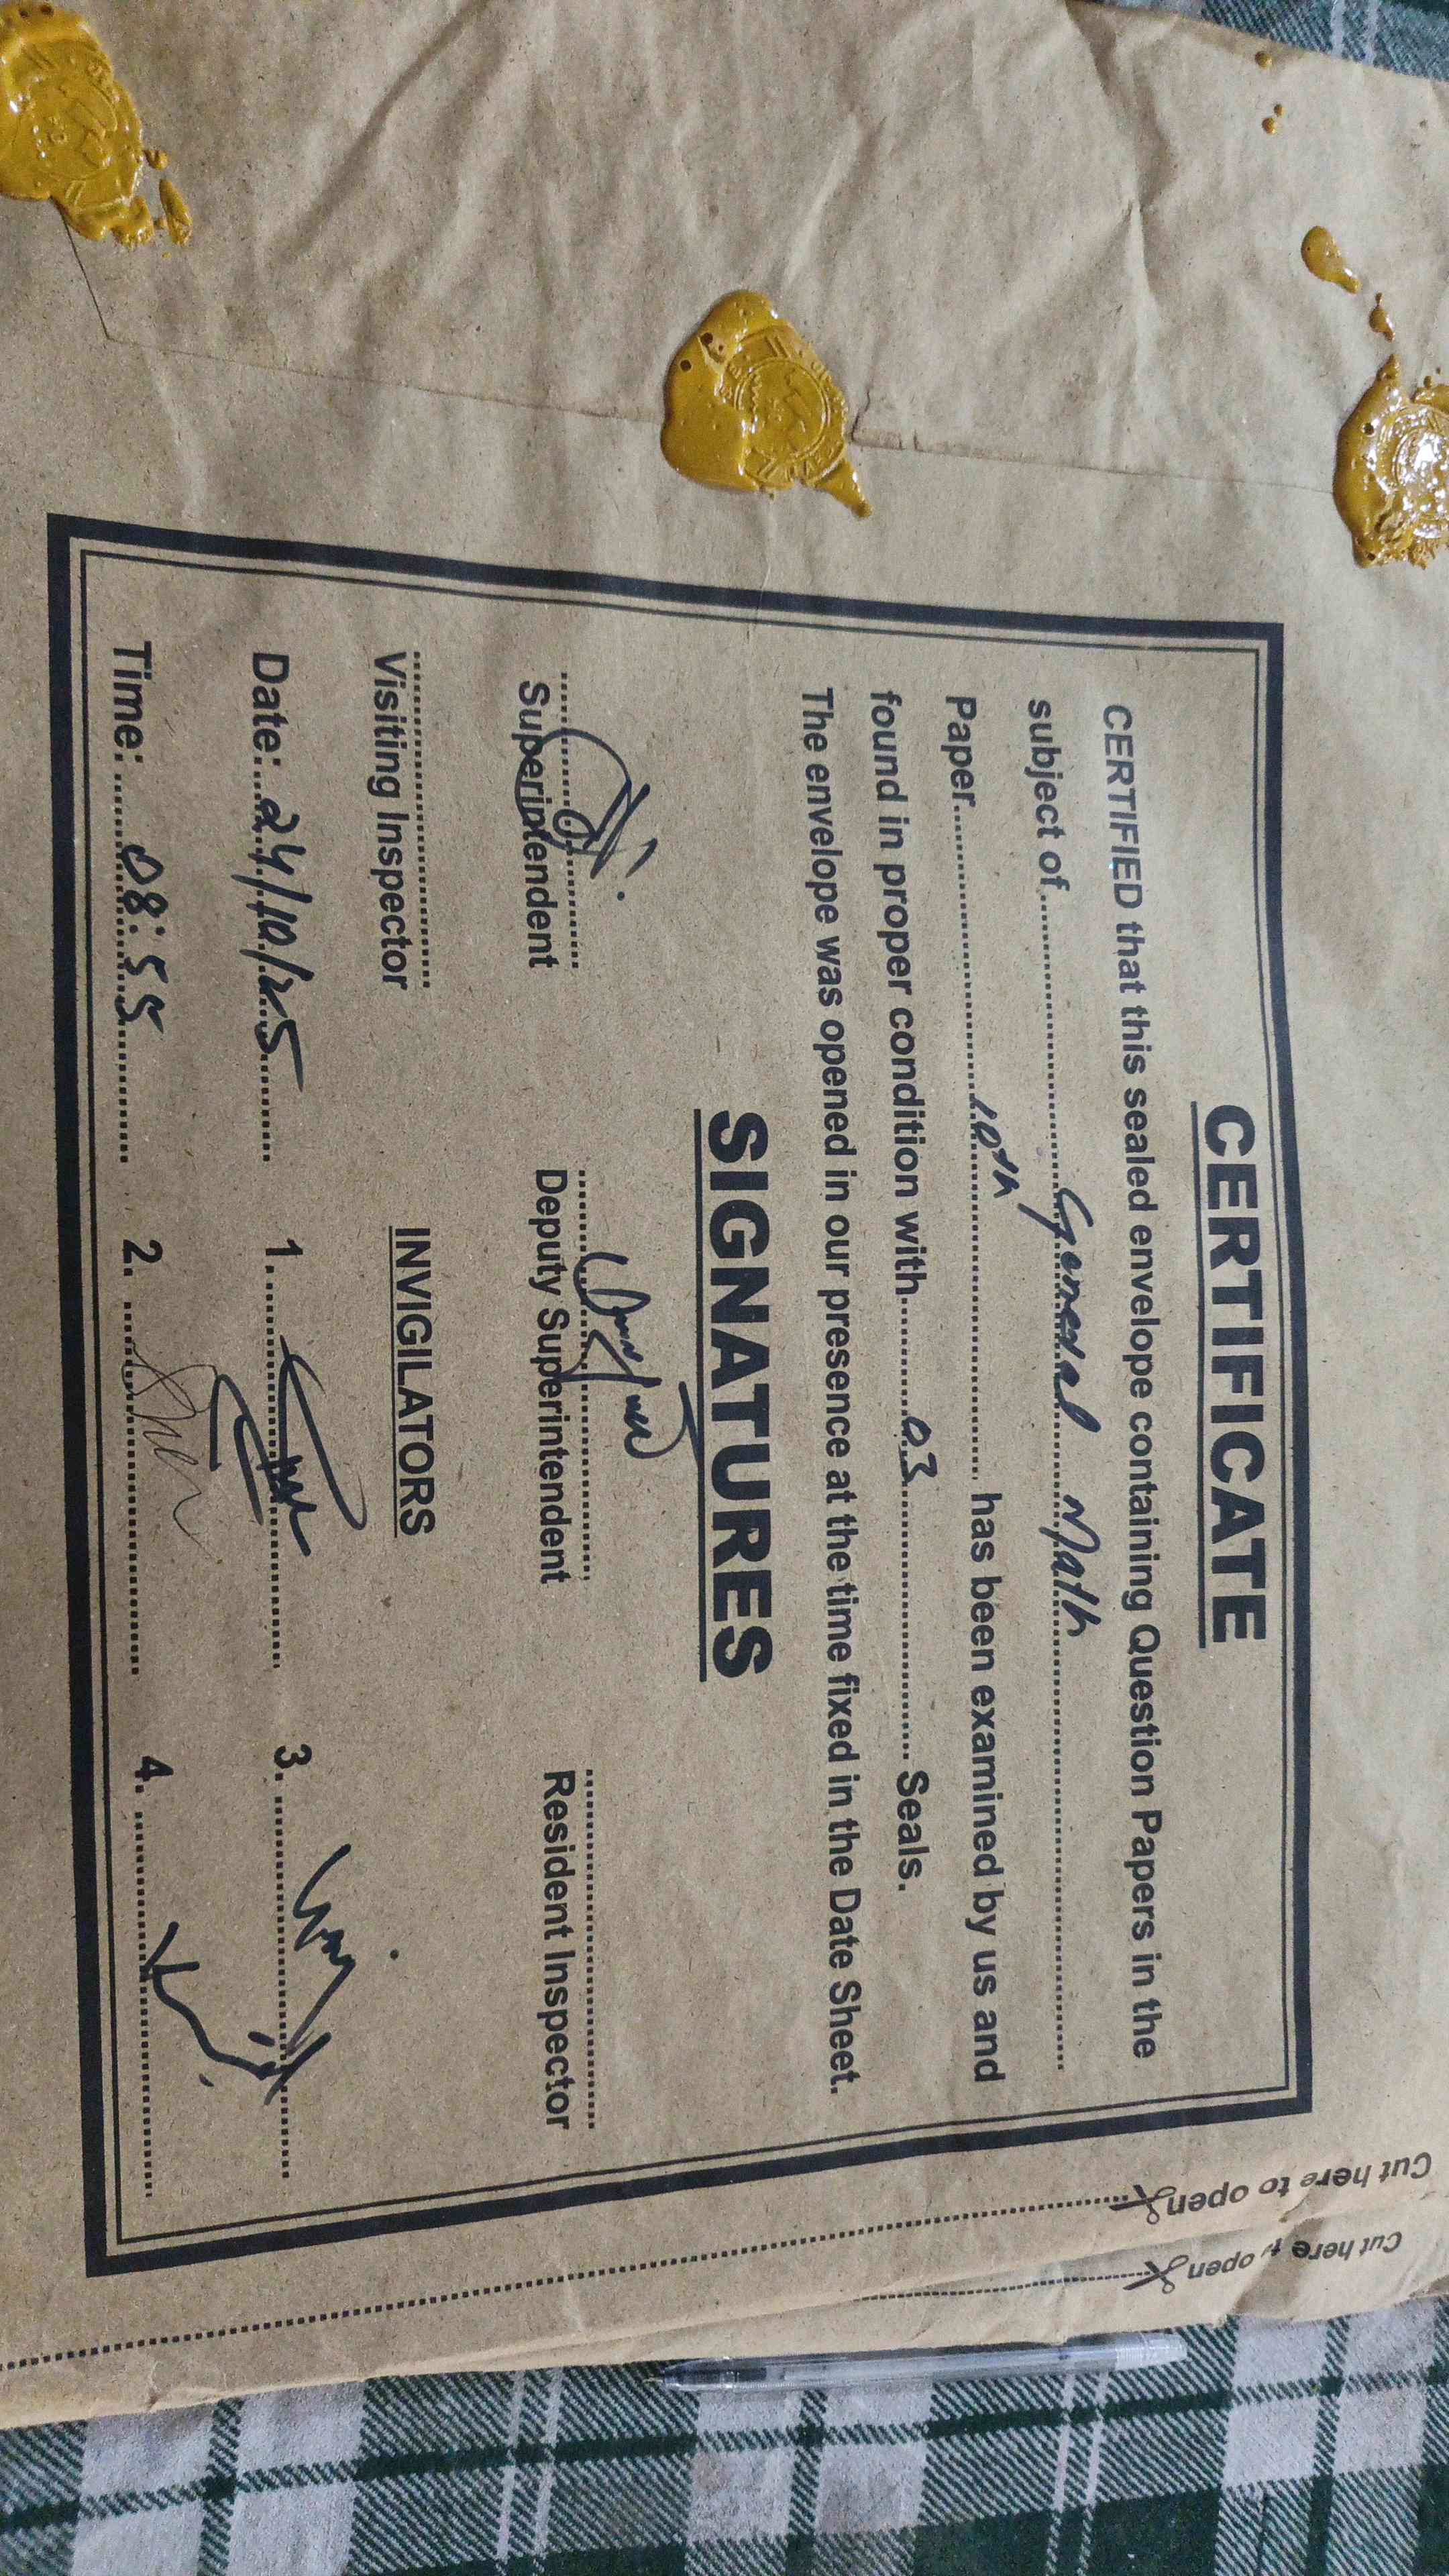 CERTIFICATE
CERTIFIED that this sealed envelope containing Question Papers in the
subject of General Math
Paper 10th has been examined by us and
found in proper condition with 03 Seals.
The envelope was opened in our presence at the time fixed in the Date Sheet.
SIGNATURES
Superintendent Deputy Superintendent Resident Inspector
Visiting Inspector INVIGILATORS
Date: 24/10/25 1. 3.
Time: 08:55 2. 4.
Cut here to open
Cut here to open